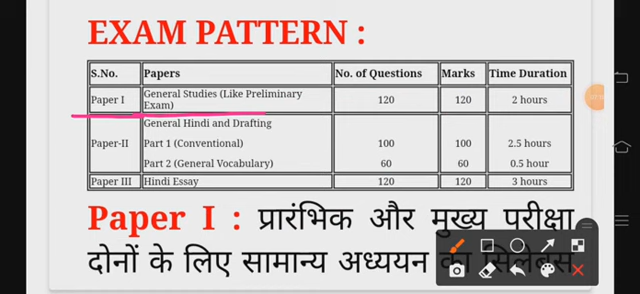 EXAM PATTERN :
S.No. Papers No. of Questions Marks Time Duration
Paper I General Studies (Like Preliminary Exam) 120 120 2 hours
Paper-II General Hindi and Drafting
Part 1 (Conventional) 100 100 2.5 hours
Part 2 (General Vocabulary) 60 60 0.5 hour
Paper III Hindi Essay 120 120 3 hours
Paper I : प्रारंभिक और मुख्य परीक्षा
दोनों के लिए सामान्य अध्ययन का सिलेबस